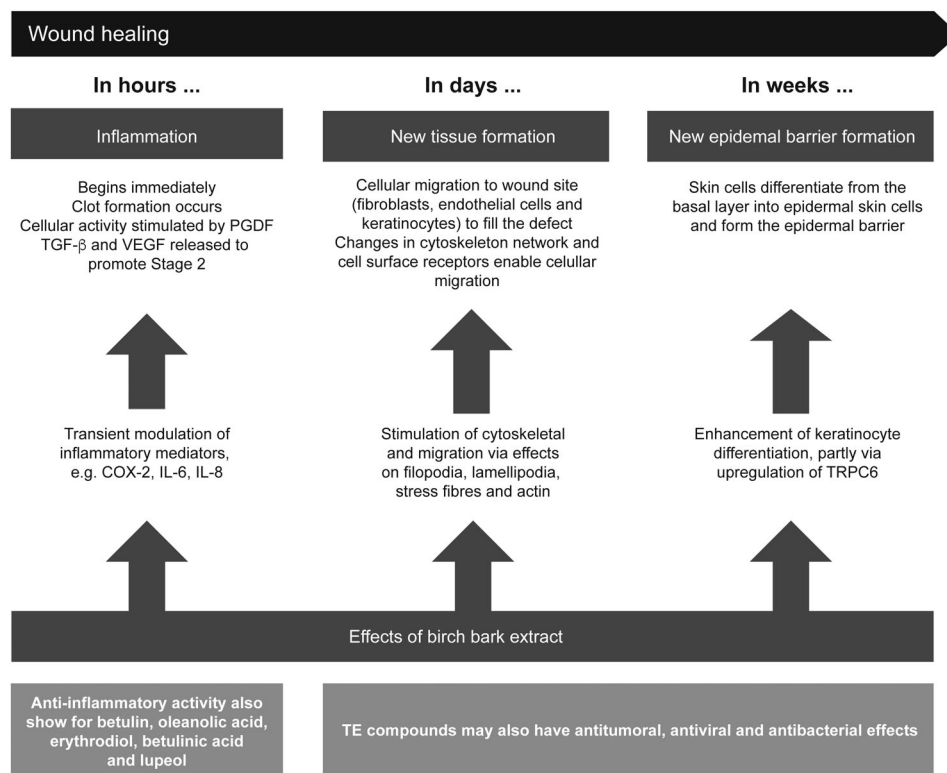 Wound healing
In hours ...
Inflammation
Begins immediately
Clot formation occurs
Cellular activity stimulated by PGDF
TGF-β and VEGF released to
promote Stage 2
Transient modulation of
inflammatory mediators,
e.g. COX-2, IL-6, IL-8
In days ...
New tissue formation
Cellular migration to wound site
(fibroblasts, endothelial cells and
keratinocytes) to fill the defect
Changes in cytoskeleton network and
cell surface receptors enable celullar
migration
Stimulation of cytoskeletal
and migration via effects
on filopodia, lamellipodia,
stress fibres and actin
In weeks ...
New epidemal barrier formation
Skin cells differentiate from the
basal layer into epidermal skin cells
and form the epidermal barrier
Enhancement of keratinocyte
differentiation, partly via
upregulation of TRPC6
Effects of birch bark extract
Anti-inflammatory activity also
show for betulin, oleanolic acid,
erythrodiol, betulinic acid
and lupeol
TE compounds may also have antitumoral, antiviral and antibacterial effects